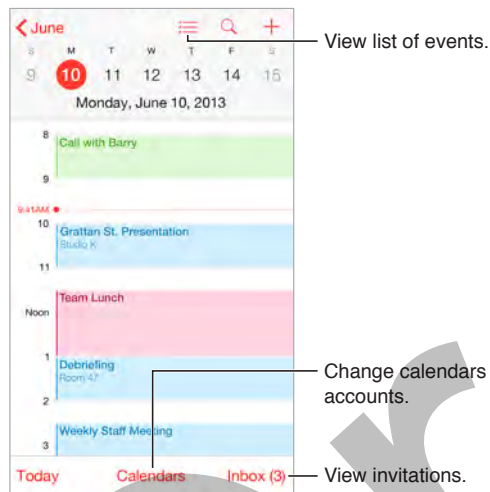 June
View list of events.
S M T W T F S
9 10 11 12 13 14 15
Monday, June 10, 2013
8
Call with Barry
9
9:41AM
10
Grattan St. Presentation
Studio K
11
Team Lunch
Noon
1
Debriefing
Room 47
Change calendars
accounts.
2
Weekly Staff Meeting
3
Today Calendars Inbox (3)
View invitations.